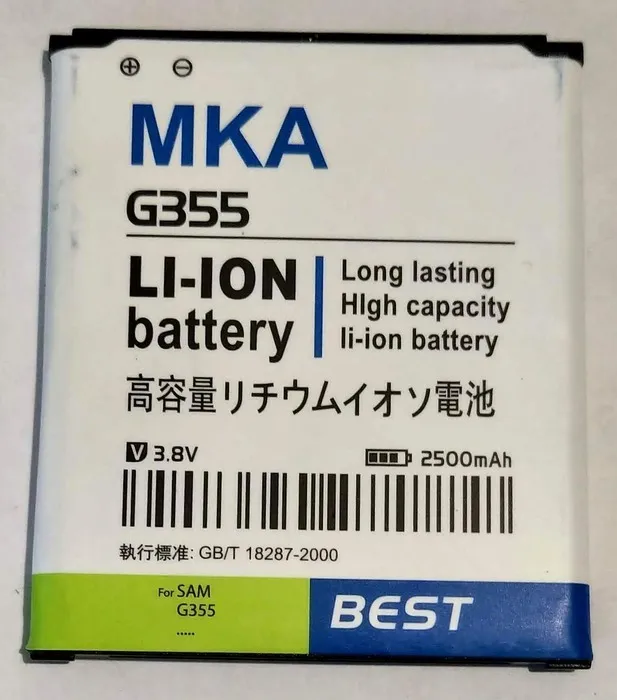 ⊕ ⊖
MKA
G355
LI-ION
battery
Long lasting
HIgh capacity
li-ion battery
高容量リチウムイオソ電池
V 3.8V
2500mAh
執行標准: GB/T 18287-2000
For SAM
G355
.....
BEST